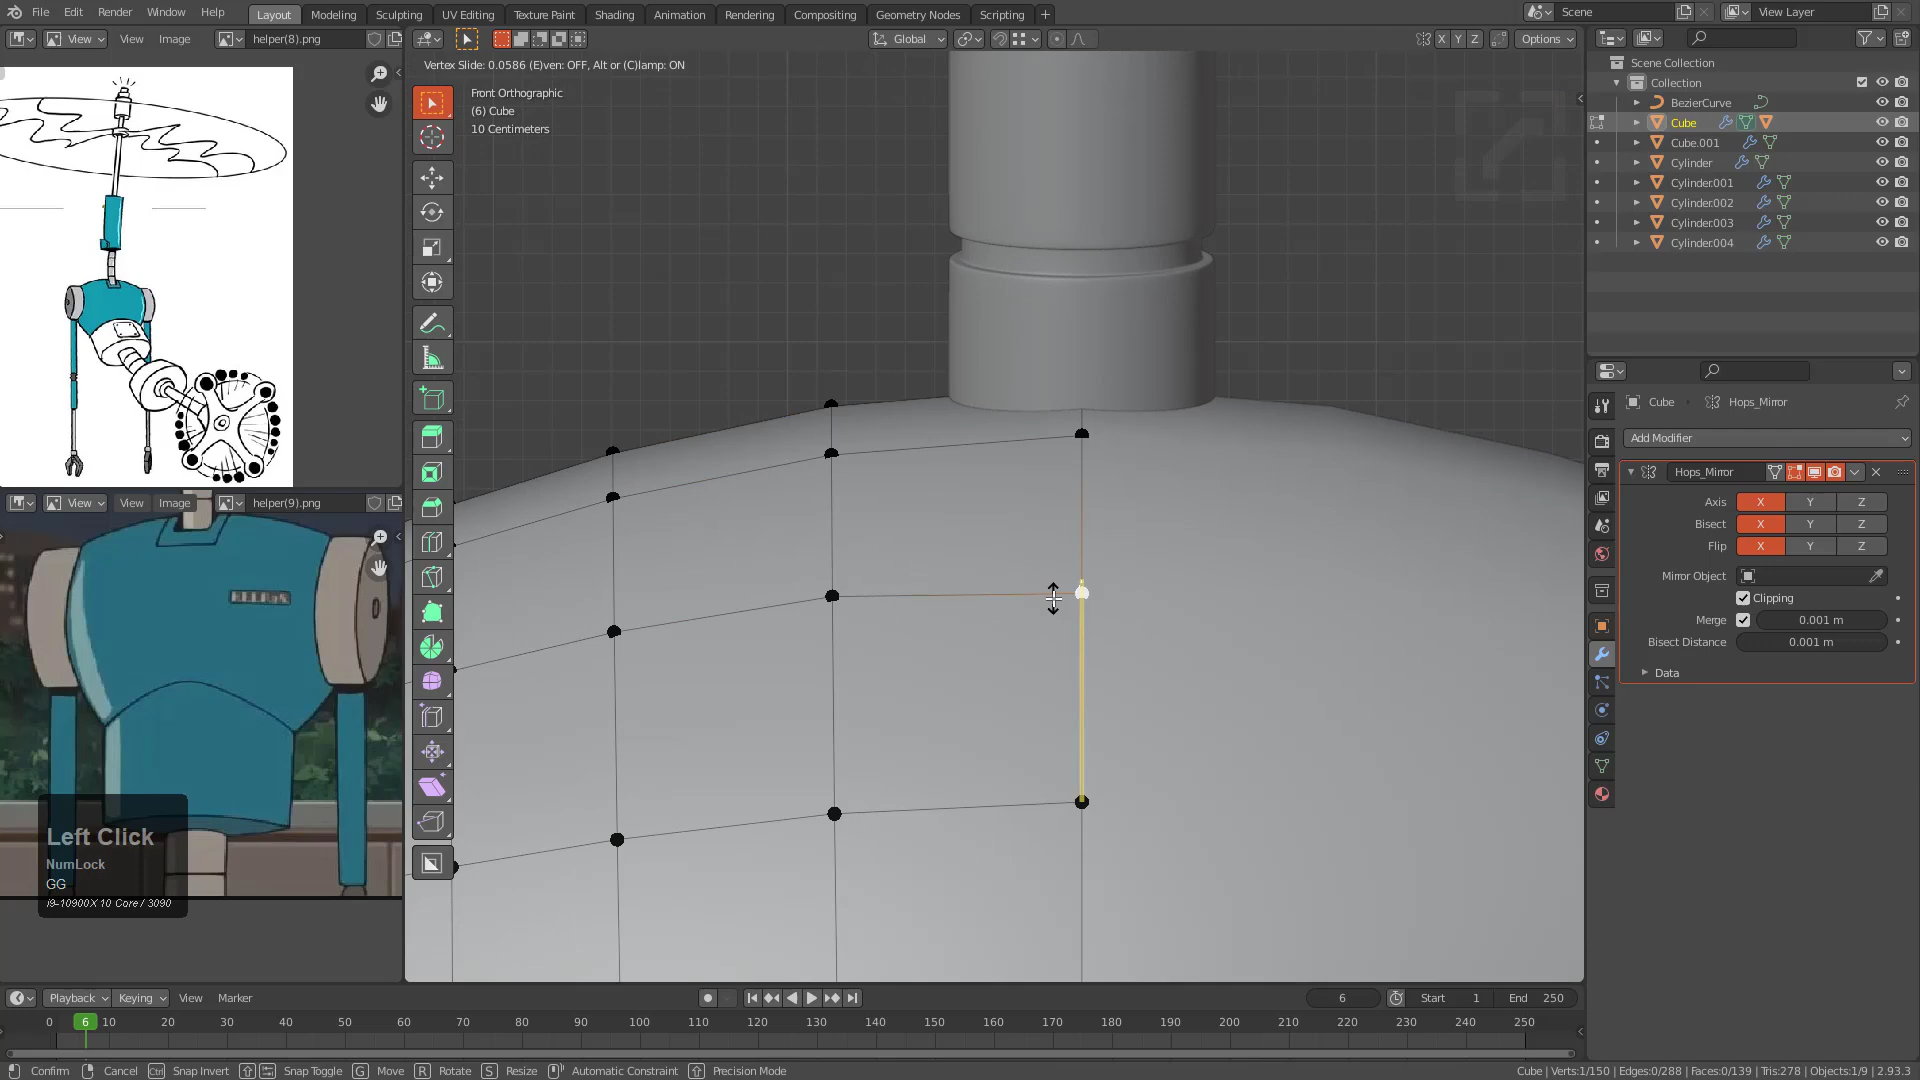 File Edit Render Window Help Layout Modeling Sculpting UV Editing Texture Paint Shading Animation Rendering Compositing Geometry Nodes Scripting + Scene View Layer
View View Image helper(8).png Global X Y Z Options
Vertex Slide: 0.0586 (E)ven: OFF, Alt or (C)lamp: ON
Front Orthographic
(6) Cube
10 Centimeters
Scene Collection
Collection
BezierCurve
Cube
Cube.001
Cylinder
Cylinder.001
Cylinder.002
Cylinder.003
Cylinder.004
Cube Hops_Mirror
Add Modifier
Hops_Mirror
Axis X Y Z
Bisect X Y Z
Flip X Y Z
Mirror Object
Clipping
Merge 0.001 m
Bisect Distance 0.001 m
Data
View View Image helper(9).png
Left Click
NumLock
GG
i9-10900X 10 Core / 3090
Playback Keying View Marker 6 Start 1 End 250
0 6 10 20 30 40 50 60 70 80 90 100 110 120 130 140 150 160 170 180 190 200 210 220 230 240 250
Confirm Cancel Ctrl Snap Invert Snap Toggle G Move R Rotate S Resize Automatic Constraint Precision Mode Cube | Verts:1/150 | Edges:0/288 | Faces:0/139 | Tris:278 | Objects:1/9 | 2.93.3